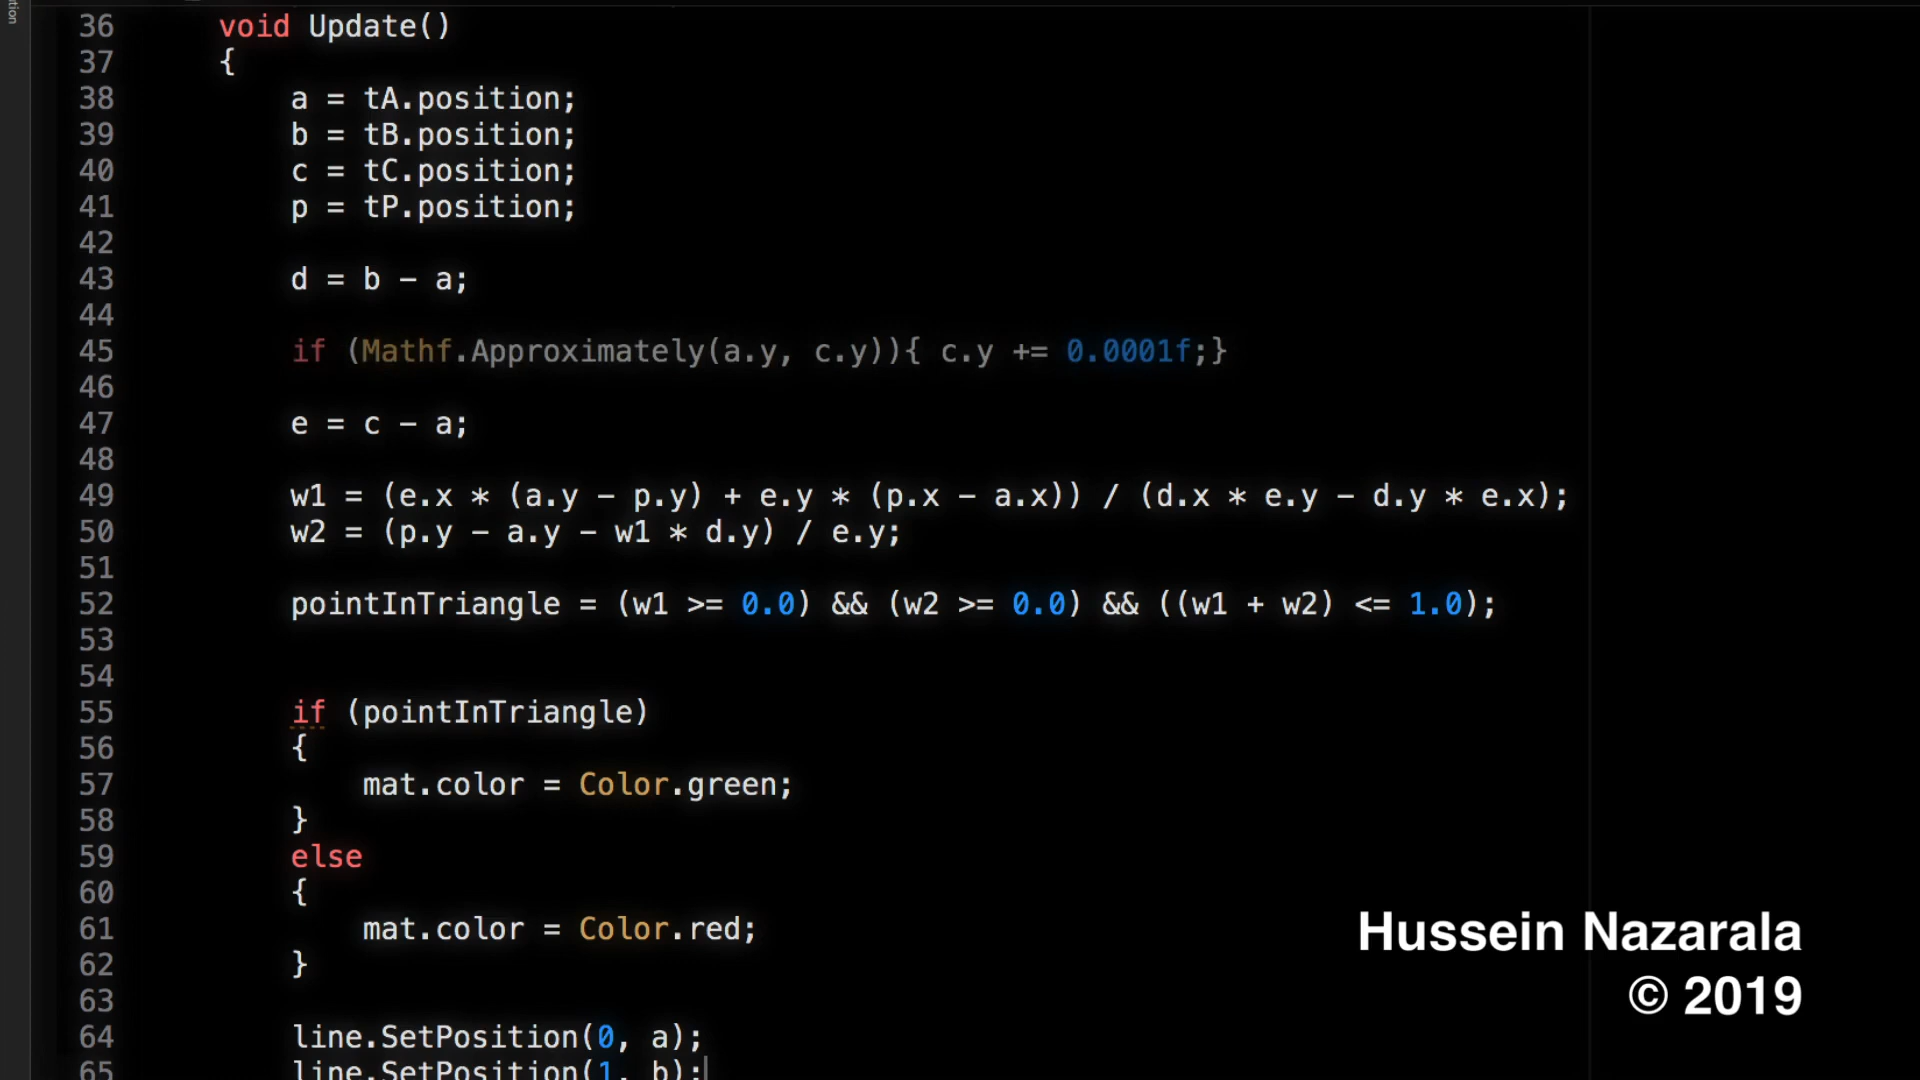 tion
36 void Update()
37 {
38 a = tA.position;
39 b = tB.position;
40 c = tC.position;
41 p = tP.position;
42
43 d = b - a;
44
45 if (Mathf.Approximately(a.y, c.y)){ c.y += 0.0001f;}
46
47 e = c - a;
48
49 w1 = (e.x * (a.y - p.y) + e.y * (p.x - a.x)) / (d.x * e.y - d.y * e.x);
50 w2 = (p.y - a.y - w1 * d.y) / e.y;
51
52 pointInTriangle = (w1 >= 0.0) && (w2 >= 0.0) && ((w1 + w2) <= 1.0);
53
54
55 if (pointInTriangle)
56 {
57 mat.color = Color.green;
58 }
59 else
60 {
61 mat.color = Color.red;
62 }
63
64 line.SetPosition(0, a);
65 line.SetPosition(1, b);
Hussein Nazarala
© 2019